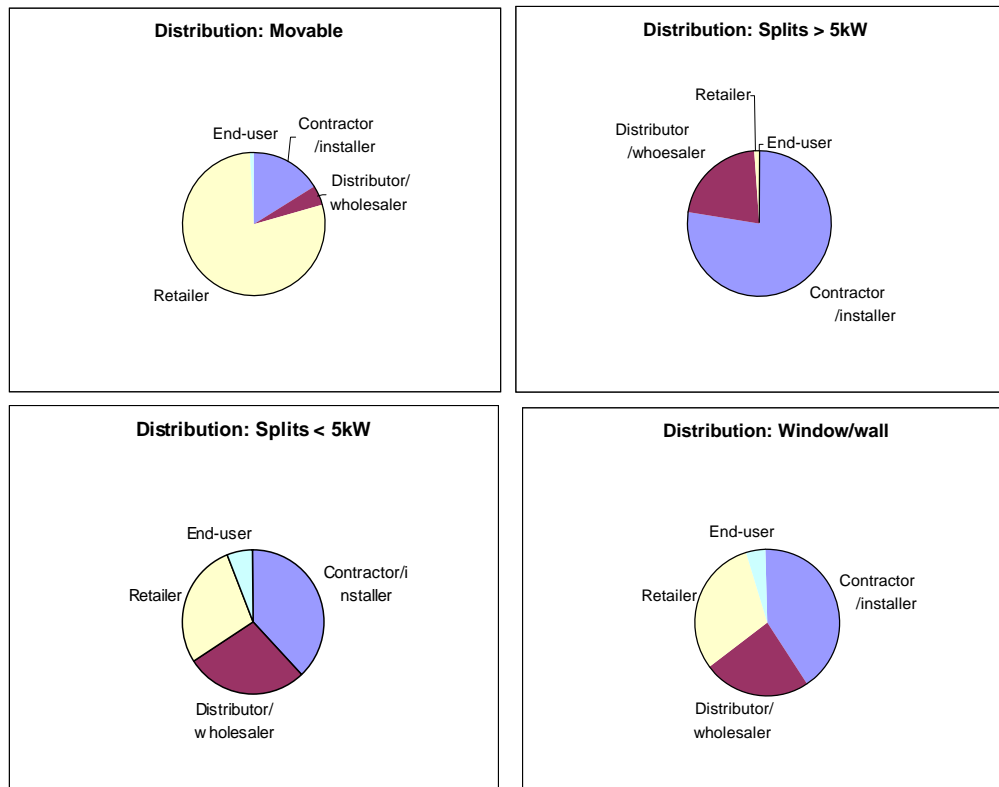 Distribution: Movable
End-user
Contractor
/installer
Distributor/
wholesaler
Retailer
Distribution: Splits > 5kW
Retailer
Distributor
/whoesaler
End-user
Contractor
/installer
Distribution: Splits < 5kW
End-user
Contractor/i
nstaller
Retailer
Distributor/
wholesaler
Distribution: Window/wall
End-user
Contractor
/installer
Retailer
Distributor/
wholesaler